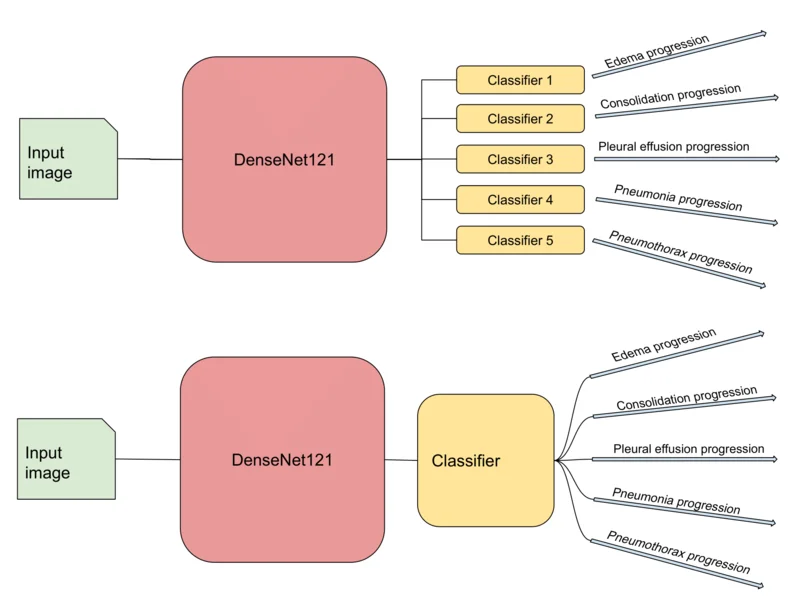 Input
image
DenseNet121
Classifier 1
Classifier 2
Classifier 3
Classifier 4
Classifier 5
Edema progression
Consolidation progression
Pleural effusion progression
Pneumonia progression
Pneumothorax progression
Input
image
DenseNet121
Classifier
Edema progression
Consolidation progression
Pleural effusion progression
Pneumonia progression
Pneumothorax progression